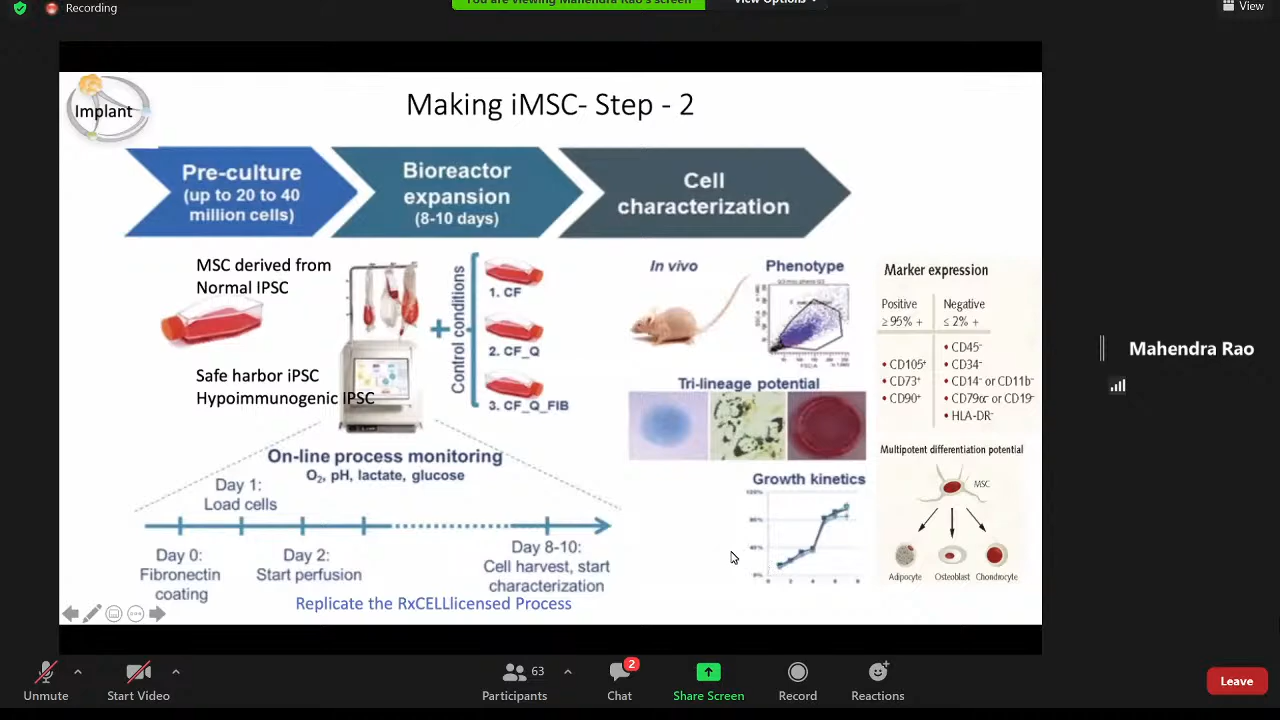 Recording
You are viewing Mahendra Rao's screen
View Options
View
Implant
Making iMSC- Step - 2
Pre-culture
(up to 20 to 40
million cells)
Bioreactor
expansion
(8-10 days)
Cell
characterization
MSC derived from
Normal IPSC
Safe harbor iPSC
Hypoimmunogenic IPSC
Control conditions
1. CF
2. CF_Q
3. CF_Q_FIB
On-line process monitoring
O₂, pH, lactate, glucose
Day 1:
Load cells
Day 0:
Fibronectin
coating
Day 2:
Start perfusion
Day 8-10:
Cell harvest, start
characterization
Replicate the RxCELLlicensed Process
In vivo
Phenotype
Tri-lineage potential
Growth kinetics
0 2 4 6 8
Marker expression
Positive
≥ 95% +
Negative
≤ 2% +
• CD105⁺
• CD73⁺
• CD90⁺
• CD45⁻
• CD34⁻
• CD14⁻ or CD11b⁻
• CD79α⁻ or CD19⁻
• HLA-DR⁻
Multipotent differentiation potential
MSC
Adipocyte Osteoblast Chondrocyte
Mahendra Rao
Unmute
Start Video
63
Participants
2
Chat
Share Screen
Record
Reactions
Leave